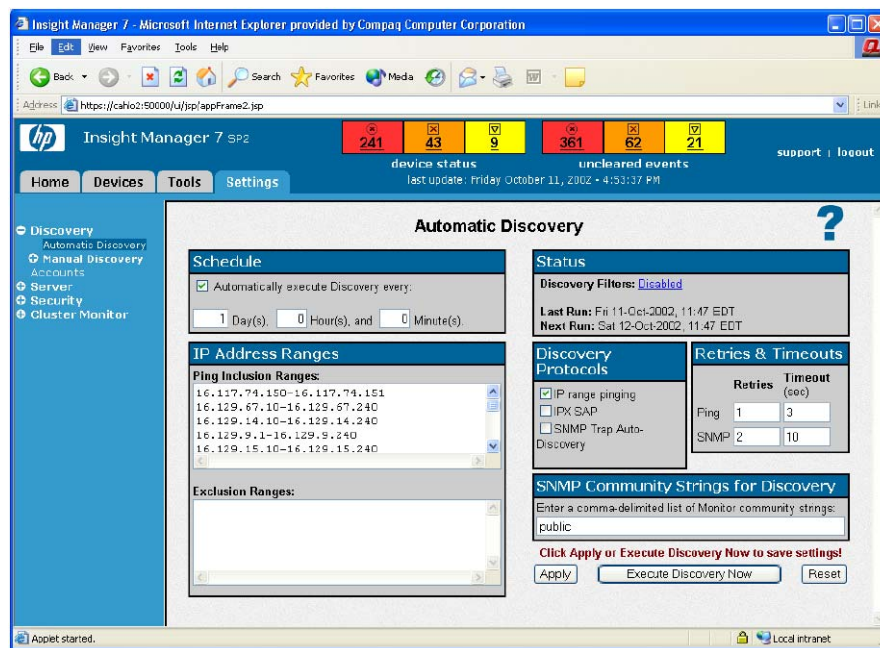 Insight Manager 7 - Microsoft Internet Explorer provided by Compaq Computer Corporation
File Edit View Favorites Tools Help
Back Search Favorites Media
Address https://cahio2:50000/ui/jsp/appFrame2.jsp Link
hp Insight Manager 7 SP2
241 43 9 361 62 21
device status uncleared events
support | logout
last update: Friday October 11, 2002 - 4:53:37 PM
Home Devices Tools Settings
Discovery
Automatic Discovery
Manual Discovery
Accounts
Server
Security
Cluster Monitor
Automatic Discovery ?
Schedule
Automatically execute Discovery every:
1 Day(s), 0 Hour(s), and 0 Minute(s).
Status
Discovery Filters: Disabled
Last Run: Fri 11-Oct-2002, 11:47 EDT
Next Run: Sat 12-Oct-2002, 11:47 EDT
IP Address Ranges
Ping Inclusion Ranges:
16.117.74.150-16.117.74.151
16.129.67.10-16.129.67.240
16.129.14.10-16.129.14.240
16.129.9.1-16.129.9.240
16.129.15.10-16.129.15.240
Exclusion Ranges:
Discovery
Protocols
IP range pinging
IPX SAP
SNMP Trap Auto-
Discovery
Retries & Timeouts
Retries Timeout
(sec)
Ping 1 3
SNMP 2 10
SNMP Community Strings for Discovery
Enter a comma-delimited list of Monitor community strings:
public
Click Apply or Execute Discovery Now to save settings!
Apply Execute Discovery Now Reset
Applet started. Local intranet